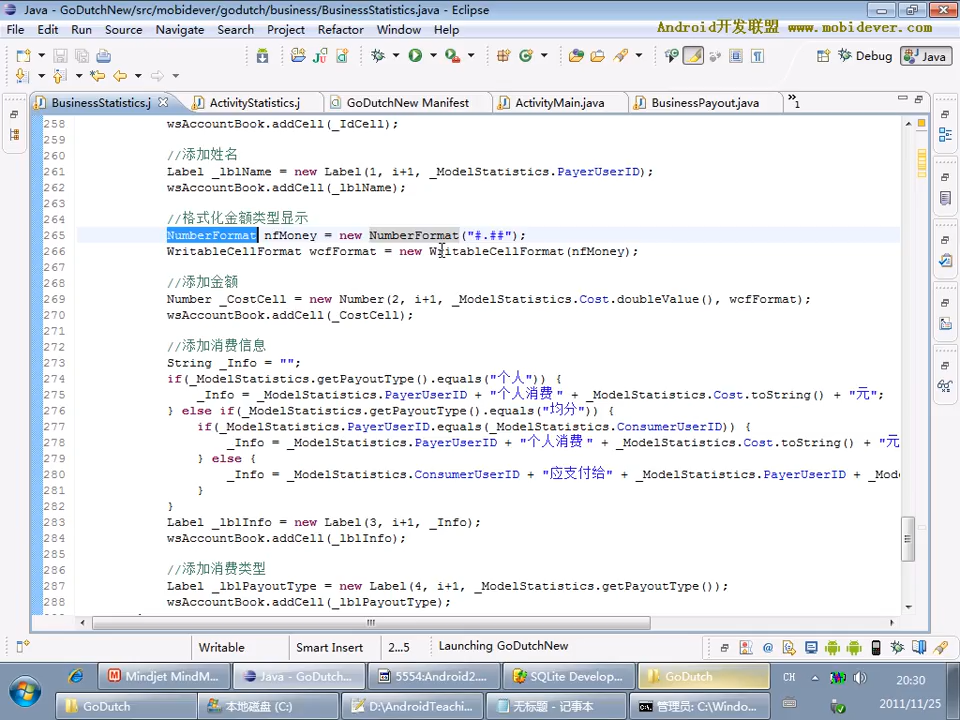 Java - GoDutchNew/src/mobidever/godutch/business/BusinessStatistics.java - Eclipse
File Edit Source Refactor Navigate Search Project Refactor Window Help
Android开发联盟 www.mobidever.com
Debug Java
BusinessStatistics.j ActivityStatistics.j GoDutchNew Manifest ActivityMain.java BusinessPayout.java »1
258 wsAccountBook.addCell(_IdCell);
259
260 //添加姓名
261 Label _lblName = new Label(1, i+1, _ModelStatistics.PayerUserID);
262 wsAccountBook.addCell(_lblName);
263
264 //格式化金额类型显示
265 NumberFormat nfMoney = new NumberFormat("#.##");
266 WritableCellFormat wcfFormat = new WritableCellFormat(nfMoney);
267
268 //添加金额
269 Number _CostCell = new Number(2, i+1, _ModelStatistics.Cost.doubleValue(), wcfFormat);
270 wsAccountBook.addCell(_CostCell);
271
272 //添加消费信息
273 String _Info = "";
274 if(_ModelStatistics.getPayoutType().equals("个人")) {
275 _Info = _ModelStatistics.PayerUserID + "个人消费" + _ModelStatistics.Cost.toString() + "元";
276 } else if(_ModelStatistics.getPayoutType().equals("均分")) {
277 if(_ModelStatistics.PayerUserID.equals(_ModelStatistics.ConsumerUserID)) {
278 _Info = _ModelStatistics.PayerUserID + "个人消费" + _ModelStatistics.Cost.toString() + "元
279 } else {
280 _Info = _ModelStatistics.ConsumerUserID + "应支付给" + _ModelStatistics.PayerUserID + _Mode
281 }
282 }
283 Label _lblInfo = new Label(3, i+1, _Info);
284 wsAccountBook.addCell(_lblInfo);
285
286 //添加消费类型
287 Label _lblPayoutType = new Label(4, i+1, _ModelStatistics.getPayoutType());
288 wsAccountBook.addCell(_lblPayoutType);
Writable Smart Insert 2...5 Launching GoDutchNew
Mindjet MindM... Java - GoDutch... 5554:Android2.... SQLite Develop... GoDutch CH 20:30
GoDutch 本地磁盘 (C:) D:\AndroidTeachi... 无标题 - 记事本 管理员: C:\Windo... 2011/11/25